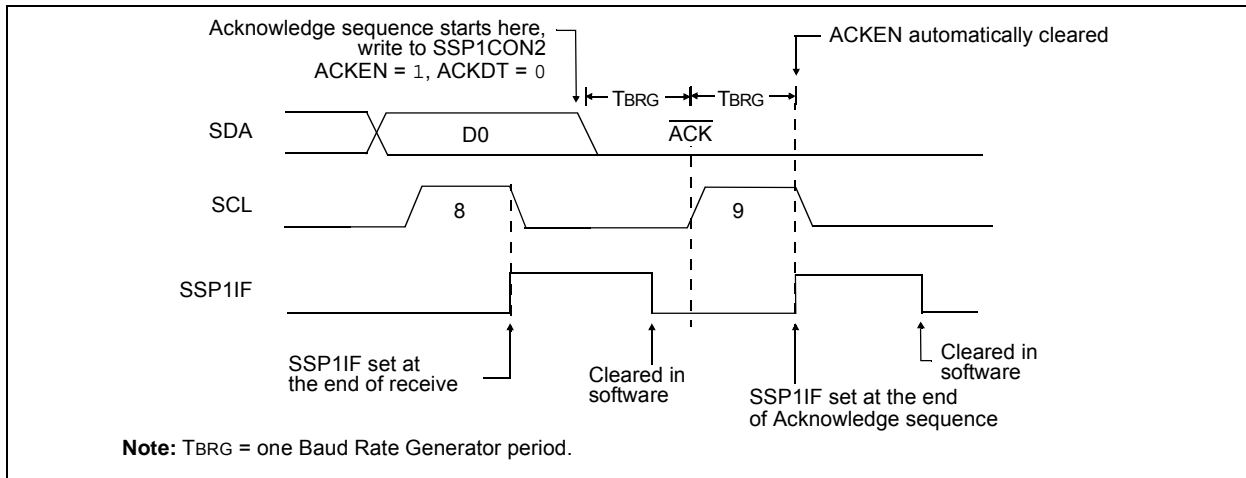 Acknowledge sequence starts here,
write to SSP1CON2
ACKEN = 1, ACKDT = 0
ACKEN automatically cleared
TBRG
TBRG
SDA
D0
ACK
SCL
8
9
SSP1IF
SSP1IF set at
the end of receive
Cleared in
software
SSP1IF set at the end
of Acknowledge sequence
Cleared in
software
Note: TBRG = one Baud Rate Generator period.